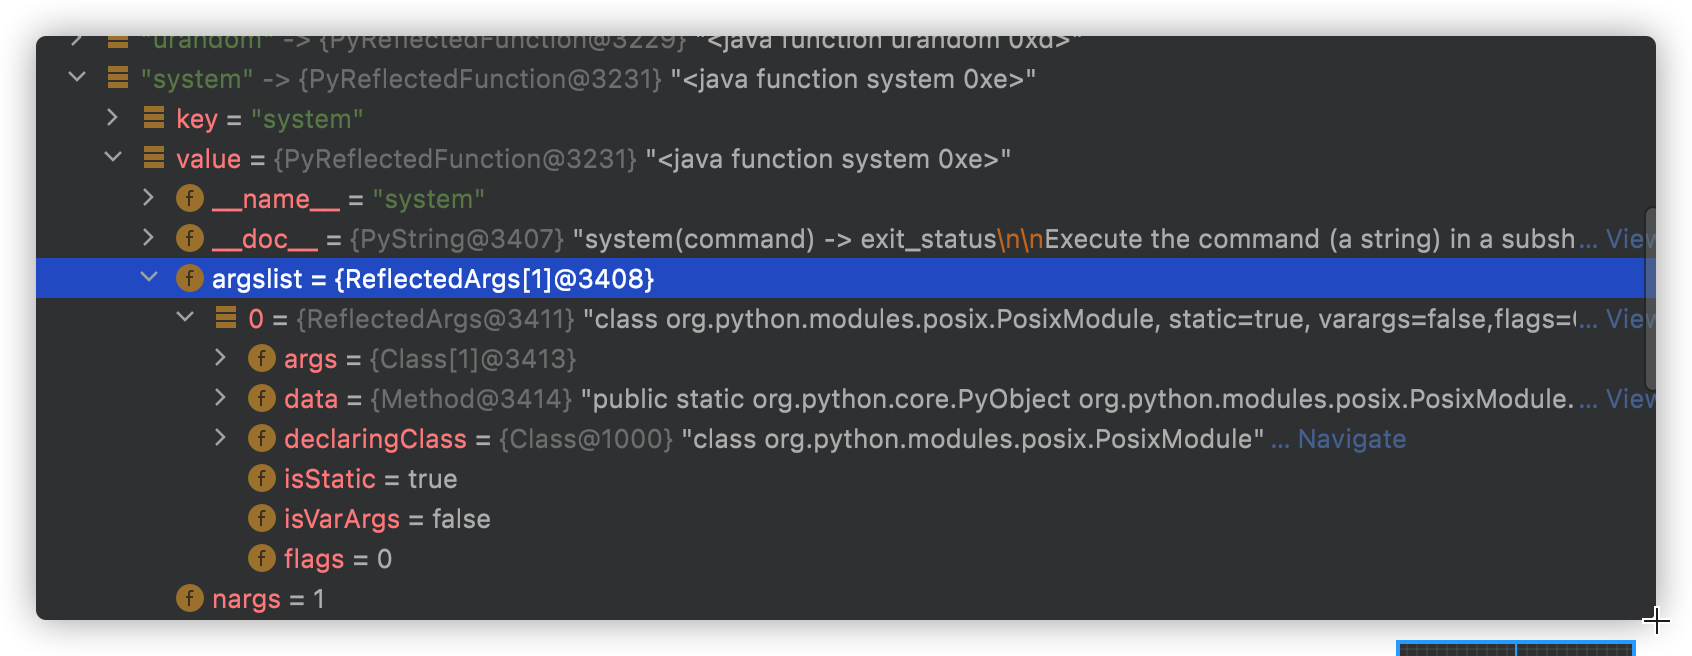 "urandom" -> {PyReflectedFunction@3229} "<java function urandom 0xd>"
"system" -> {PyReflectedFunction@3231} "<java function system 0xe>"
key = "system"
value = {PyReflectedFunction@3231} "<java function system 0xe>"
f __name__ = "system"
f __doc__ = {PyString@3407} "system(command) -> exit_status\n\nExecute the command (a string) in a subsh... View
f argslist = {ReflectedArgs[1]@3408}
0 = {ReflectedArgs@3411} "class org.python.modules.posix.PosixModule, static=true, varargs=false,flags=... View
f args = {Class[1]@3413}
f data = {Method@3414} "public static org.python.core.PyObject org.python.modules.posix.PosixModule.... View
f declaringClass = {Class@1000} "class org.python.modules.posix.PosixModule" ... Navigate
f isStatic = true
f isVarArgs = false
f flags = 0
f nargs = 1